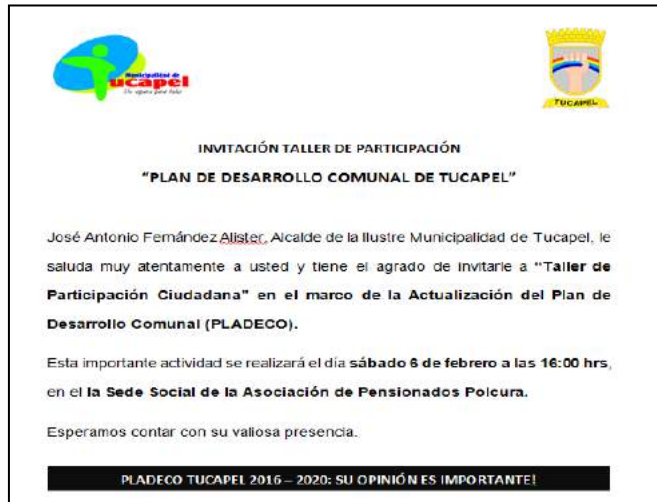 Municipalidad de
Tucapel
TUCAPEL
INVITACIÓN TALLER DE PARTICIPACIÓN
“PLAN DE DESARROLLO COMUNAL DE TUCAPEL”
José Antonio Fernández Alister, Alcalde de la Ilustre Municipalidad de Tucapel, le
saluda muy atentamente a usted y tiene el agrado de invitarle a “Taller de
Participación Ciudadana” en el marco de la Actualización del Plan de
Desarrollo Comunal (PLADECO).
Esta importante actividad se realizará el día sábado 6 de febrero a las 16:00 hrs,
en el la Sede Social de la Asociación de Pensionados Polcura.
Esperamos contar con su valiosa presencia.
PLADECO TUCAPEL 2016 – 2020: SU OPINIÓN ES IMPORTANTE!